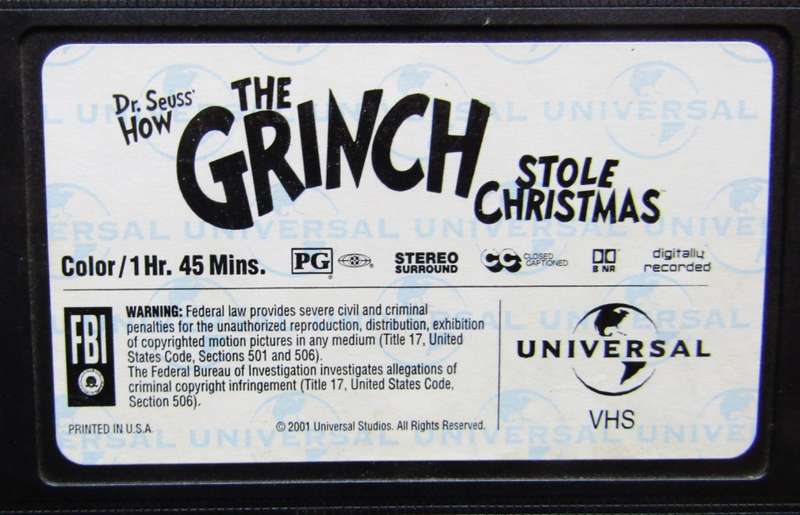 Dr. Seuss'
HOW
THE
GRINCH
STOLE
CHRISTMAS
Color/1 Hr. 45 Mins.
PG
STEREO
SURROUND
CC
CLOSED
CAPTIONED
B NR
digitally
recorded
FBI
WARNING: Federal law provides severe civil and criminal
penalties for the unauthorized reproduction, distribution, exhibition
of copyrighted motion pictures in any medium (Title 17, United
States Code, Sections 501 and 506).
The Federal Bureau of Investigation investigates allegations of
criminal copyright infringement (Title 17, United States Code,
Section 506).
UNIVERSAL
VHS
PRINTED IN U.S.A.
© 2001 Universal Studios. All Rights Reserved.